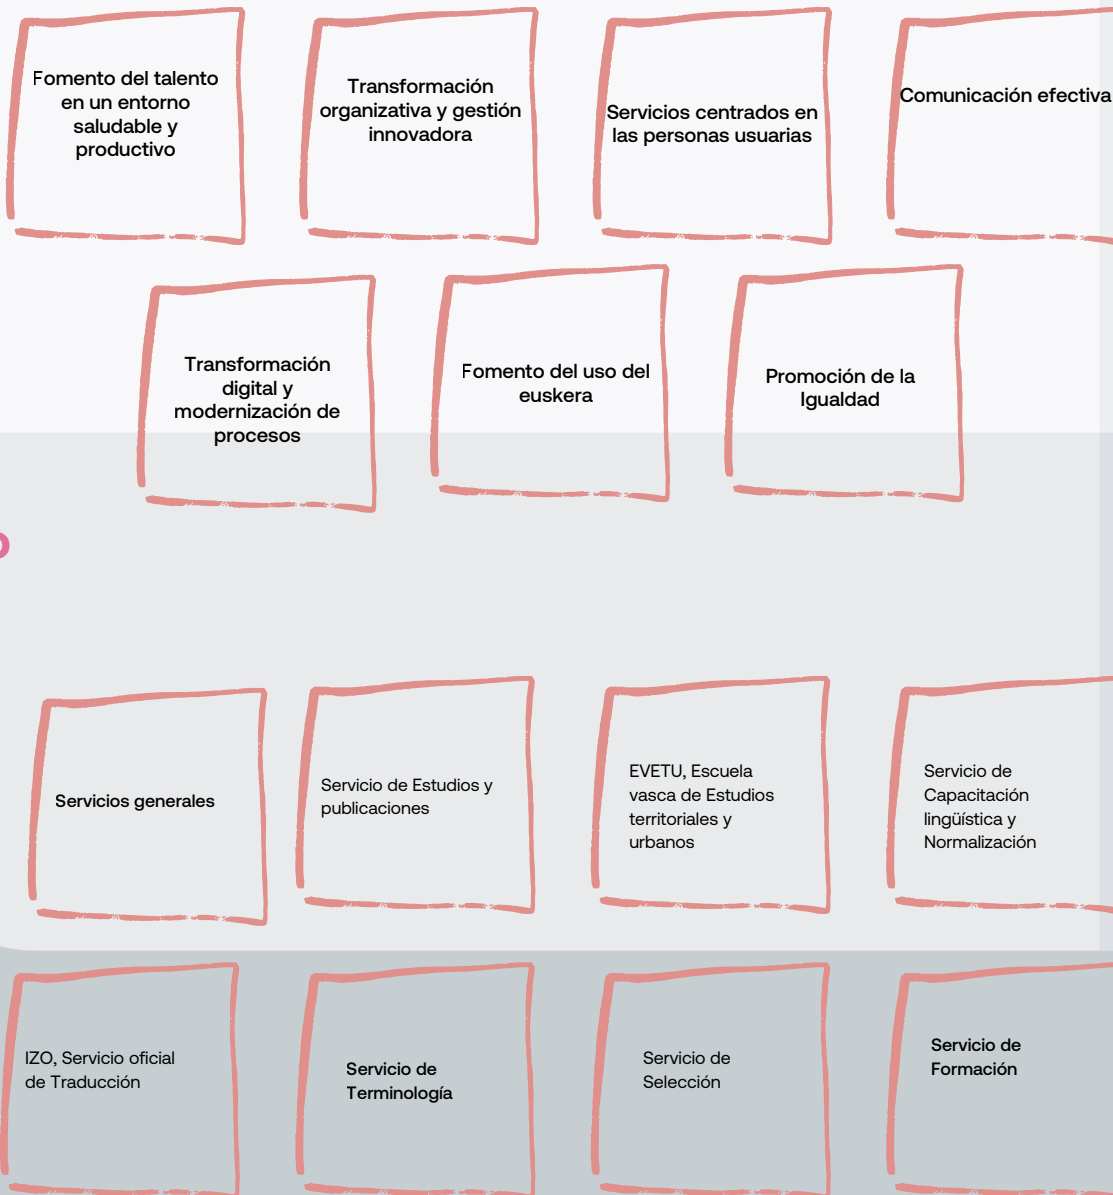 Fomento del talento
en un entorno
saludable y
productivo
Transformación
organizativa y gestión
innovadora
Servicios centrados en
las personas usuarias
Comunicación efectiva
Transformación
digital y
modernización de
procesos
Fomento del uso del
euskera
Promoción de la
Igualdad
Servicios generales
Servicio de Estudios y
publicaciones
EVETU, Escuela
vasca de Estudios
territoriales y
urbanos
Servicio de
Capacitación
lingüística y
Normalización
IZO, Servicio oficial
de Traducción
Servicio de
Terminología
Servicio de
Selección
Servicio de
Formación